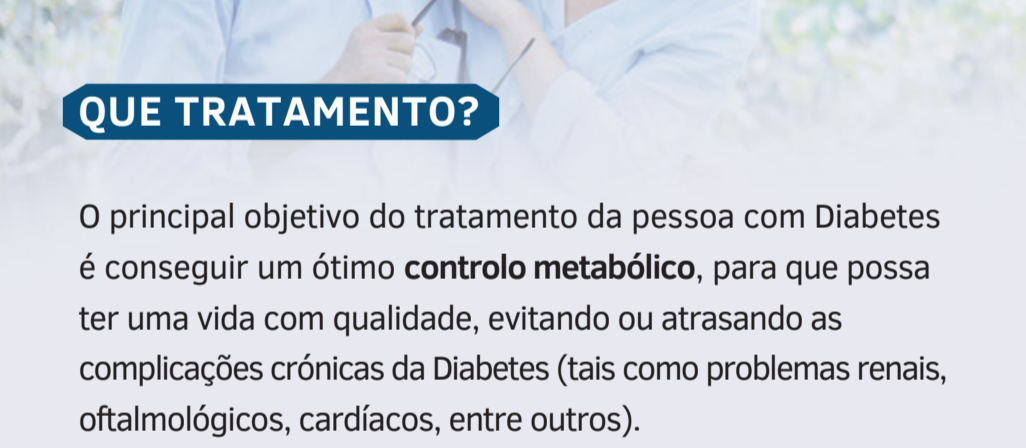 QUE TRATAMENTO?
O principal objetivo do tratamento da pessoa com Diabetes
é conseguir um ótimo controlo metabólico, para que possa
ter uma vida com qualidade, evitando ou atrasando as
complicações crónicas da Diabetes (tais como problemas renais,
oftalmológicos, cardíacos, entre outros).